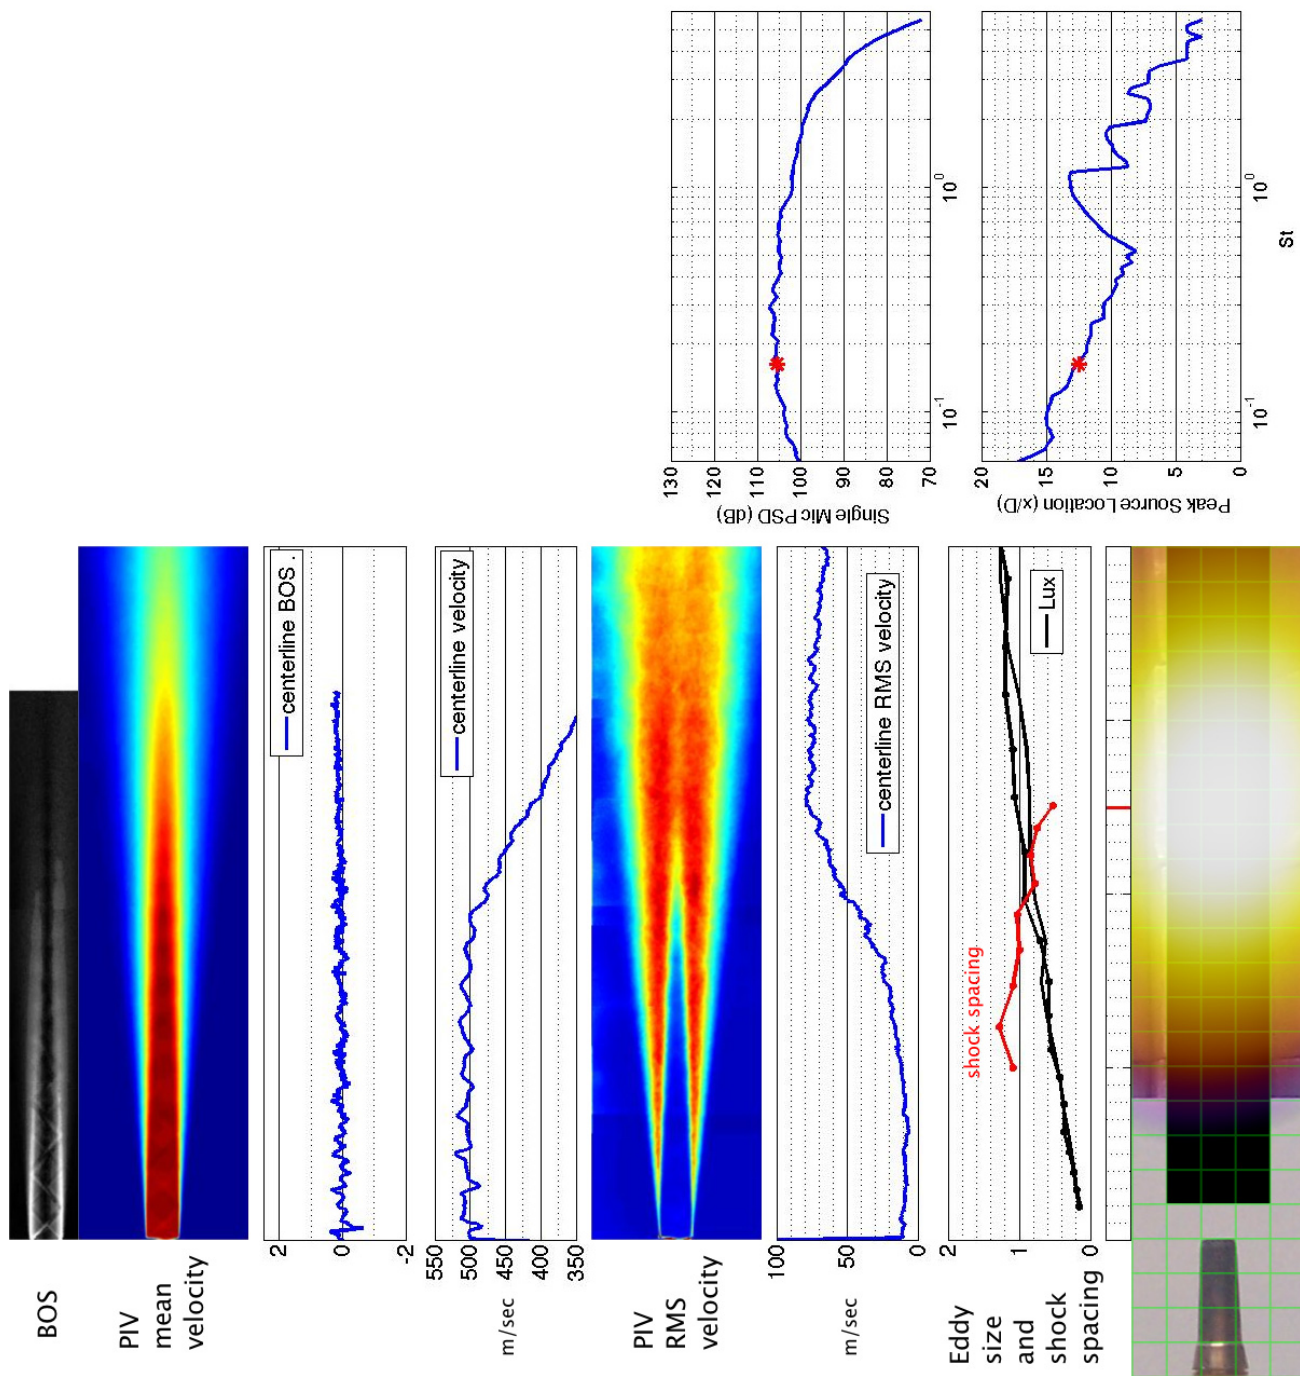 BOS
PIV
mean
velocity
2
0
-2
centerline BOS.
550
500
450
400
350
m/sec
centerline velocity
PIV
RMS
velocity
100
50
0
m/sec
centerline RMS velocity
Eddy
size
and
shock
spacing
2
1
0
shock spacing
Lux
130
120
110
100
90
80
70
Single Mic PSD (dB)
10-1
100
20
15
10
5
0
Peak Source Location (x/D)
10-1
100
St